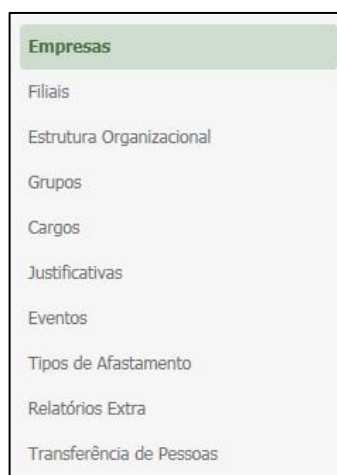 Empresas
Filiais
Estrutura Organizacional
Grupos
Cargos
Justificativas
Eventos
Tipos de Afastamento
Relatórios Extra
Transferência de Pessoas